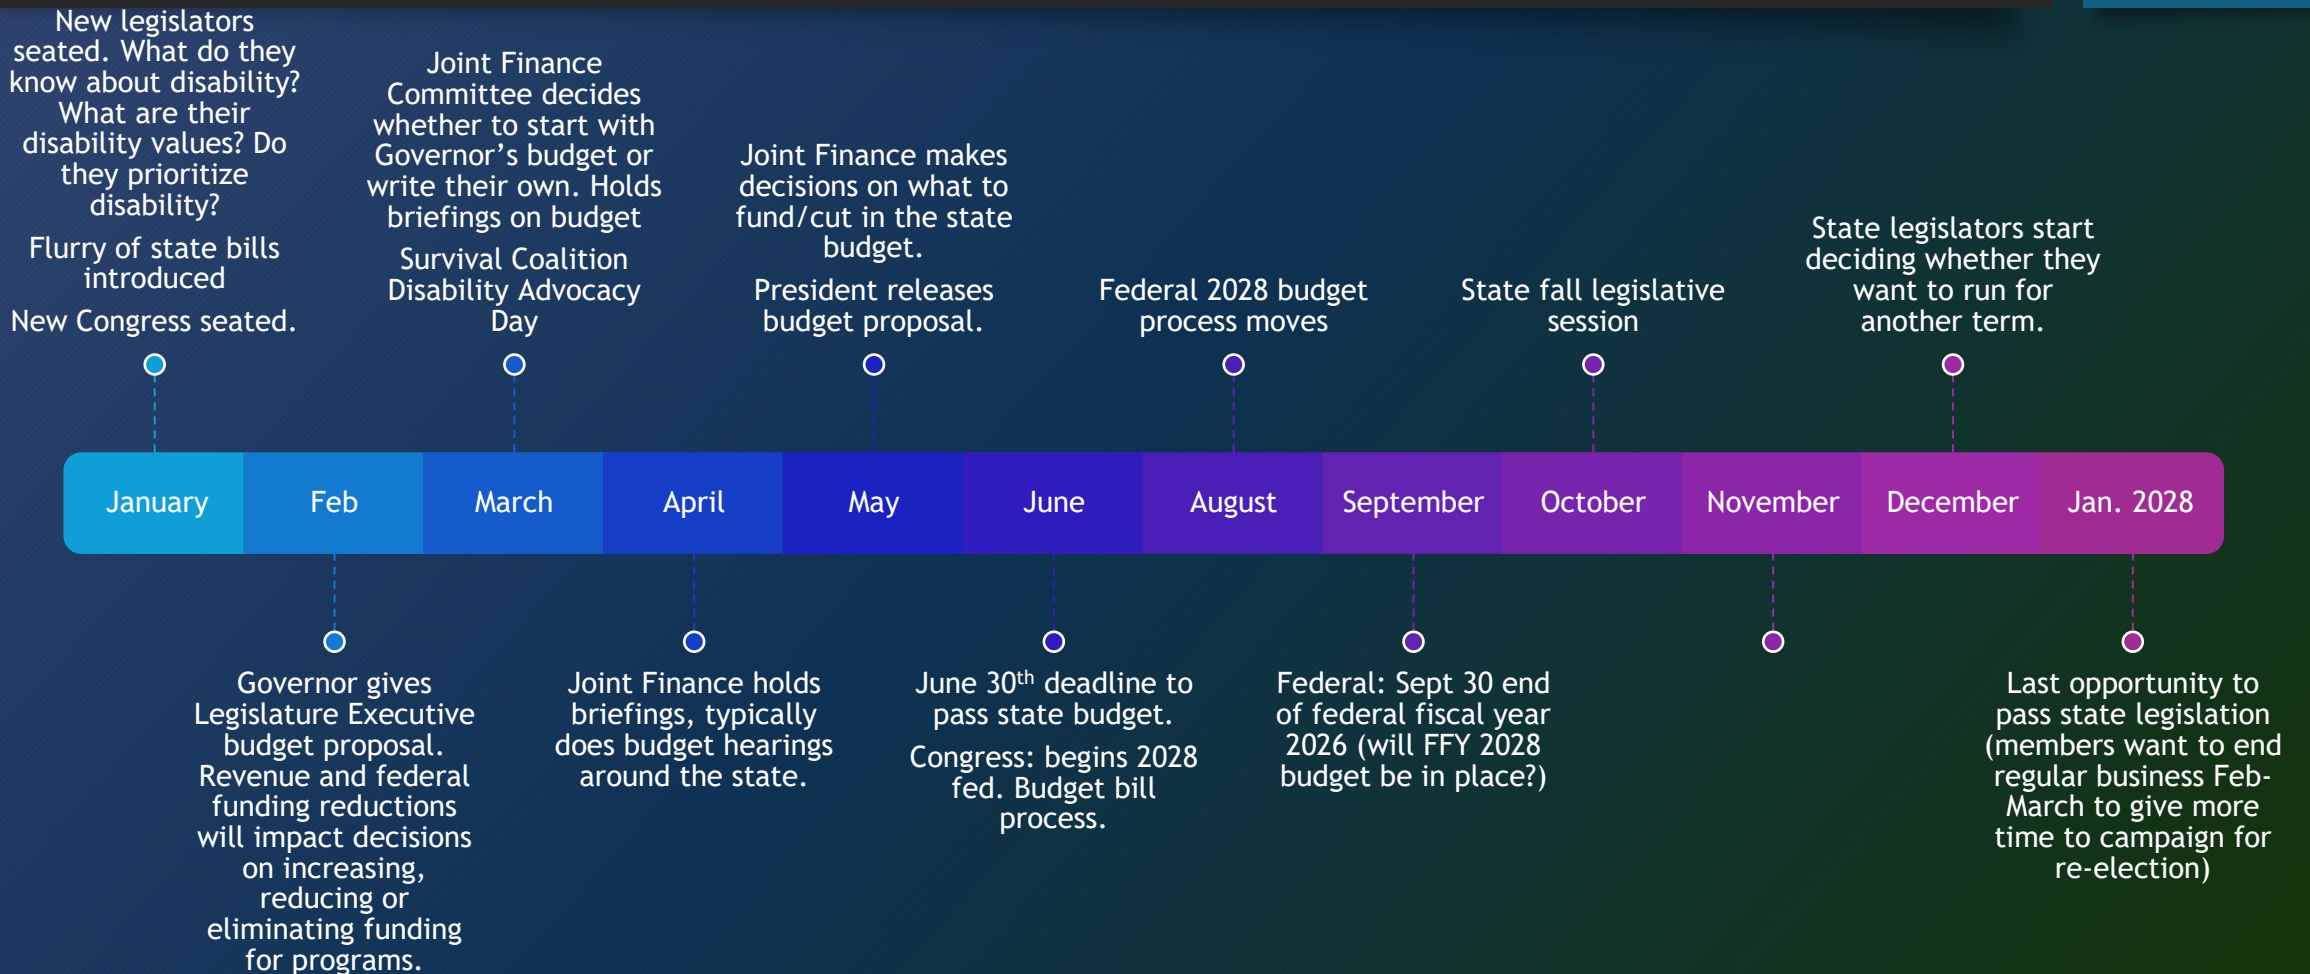 New legislators
seated. What do they
know about disability?
What are their
disability values? Do
they prioritize
disability?
Flurry of state bills
introduced
New Congress seated.
Joint Finance
Committee decides
whether to start with
Governor’s budget or
write their own. Holds
briefings on budget
Survival Coalition
Disability Advocacy
Day
Joint Finance makes
decisions on what to
fund/cut in the state
budget.
President releases
budget proposal.
Federal 2028 budget
process moves
State fall legislative
session
State legislators start
deciding whether they
want to run for
another term.
January
Feb
March
April
May
June
August
September
October
November
December
Jan. 2028
Governor gives
Legislature Executive
budget proposal.
Revenue and federal
funding reductions
will impact decisions
on increasing,
reducing or
eliminating funding
for programs.
Joint Finance holds
briefings, typically
does budget hearings
around the state.
June 30th deadline to
pass state budget.
Congress: begins 2028
fed. Budget bill
process.
Federal: Sept 30 end
of federal fiscal year
2026 (will FFY 2028
budget be in place?)
Last opportunity to
pass state legislation
(members want to end
regular business Feb-
March to give more
time to campaign for
re-election)